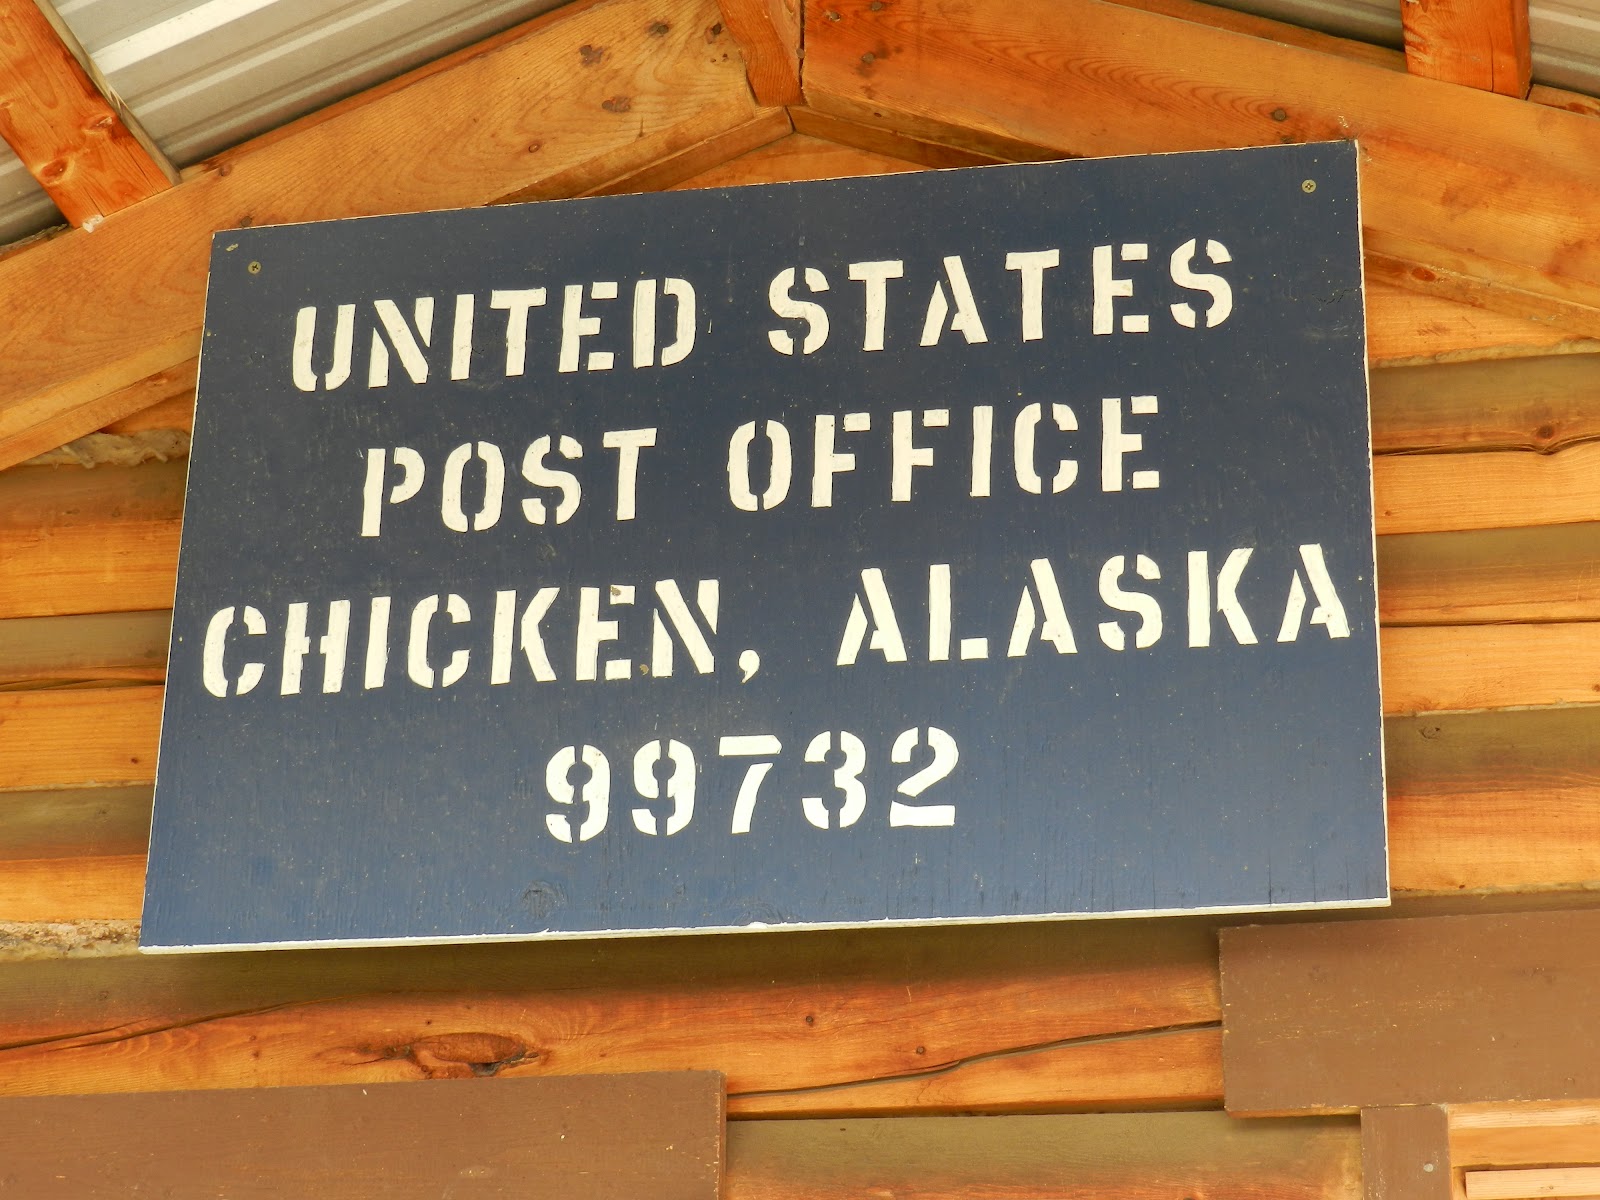 UNITED STATES
POST OFFICE
CHICKEN, ALASKA
99732